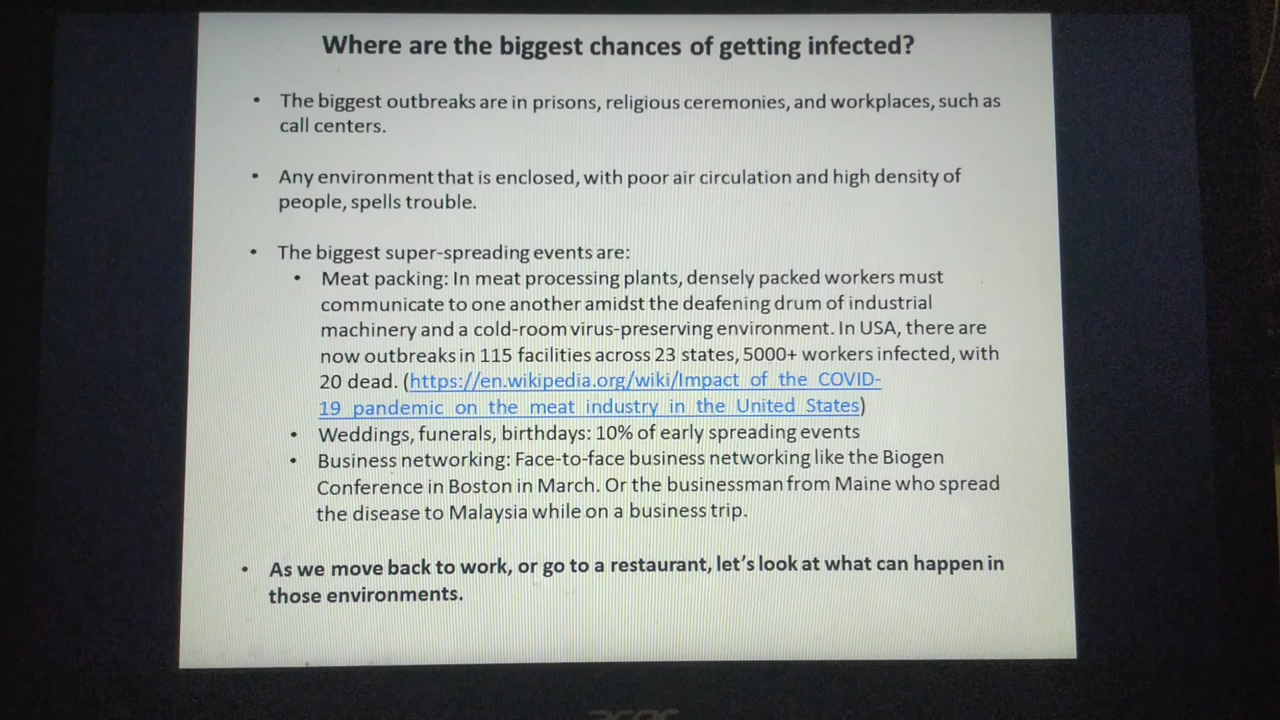 Where are the biggest chances of getting infected?
• The biggest outbreaks are in prisons, religious ceremonies, and workplaces, such as
call centers.
• Any environment that is enclosed, with poor air circulation and high density of
people, spells trouble.
• The biggest super-spreading events are:
• Meat packing: In meat processing plants, densely packed workers must
communicate to one another amidst the deafening drum of industrial
machinery and a cold-room virus-preserving environment. In USA, there are
now outbreaks in 115 facilities across 23 states, 5000+ workers infected, with
20 dead. (https://en.wikipedia.org/wiki/Impact_of_the_COVID-
19_pandemic_on_the_meat_industry_in_the_United_States)
• Weddings, funerals, birthdays: 10% of early spreading events
• Business networking: Face-to-face business networking like the Biogen
Conference in Boston in March. Or the businessman from Maine who spread
the disease to Malaysia while on a business trip.
• As we move back to work, or go to a restaurant, let's look at what can happen in
those environments.
acer